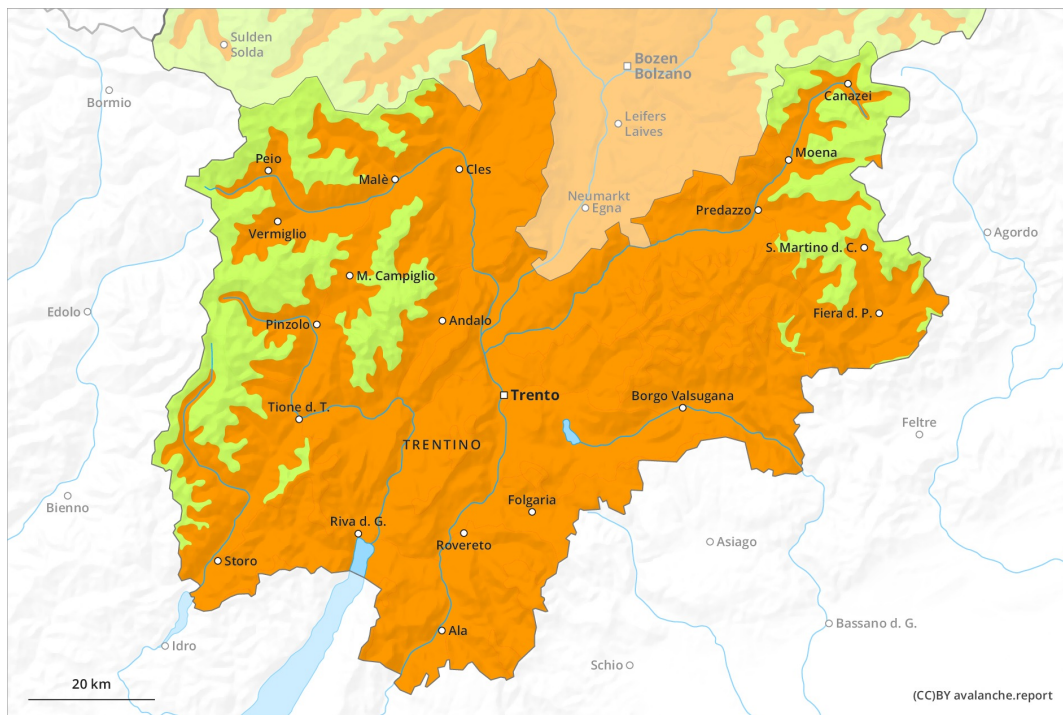 Sulden
Solda
Bozen
Bolzano
Bormio
Canazei
Leifers
Laives
Peio
Moena
Malè
Cles
Neumarkt
Egna
Predazzo
Vermiglio
Agordo
S. Martino d. C.
M. Campiglio
Edolo
Fiera d. P.
Pinzolo
Andalo
Trento
Borgo Valsugana
Tione d. T.
Feltre
TRENTINO
Bienno
Folgaria
Riva d. G.
Rovereto
Asiago
Storo
Bassano d. G.
Ala
Idro
Schio
20 km
(CC)BY avalanche.report